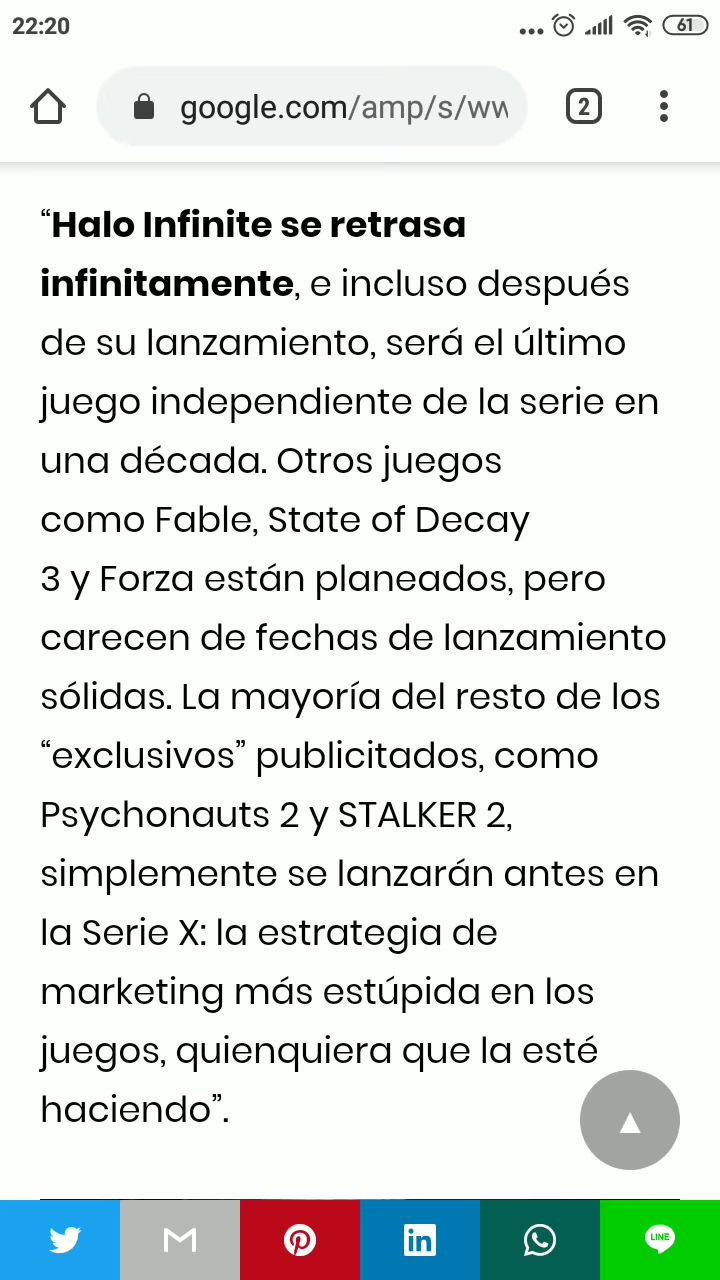 22:20
61
google.com/amp/s/ww
2
“Halo Infinite se retrasa
infinitamente, e incluso después
de su lanzamiento, será el último
juego independiente de la serie en
una década. Otros juegos
como Fable, State of Decay
3 y Forza están planeados, pero
carecen de fechas de lanzamiento
sólidas. La mayoría del resto de los
“exclusivos” publicitados, como
Psychonauts 2 y STALKER 2,
simplemente se lanzarán antes en
la Serie X: la estrategia de
marketing más estúpida en los
juegos, quienquiera que la esté
haciendo”.
in
LINE